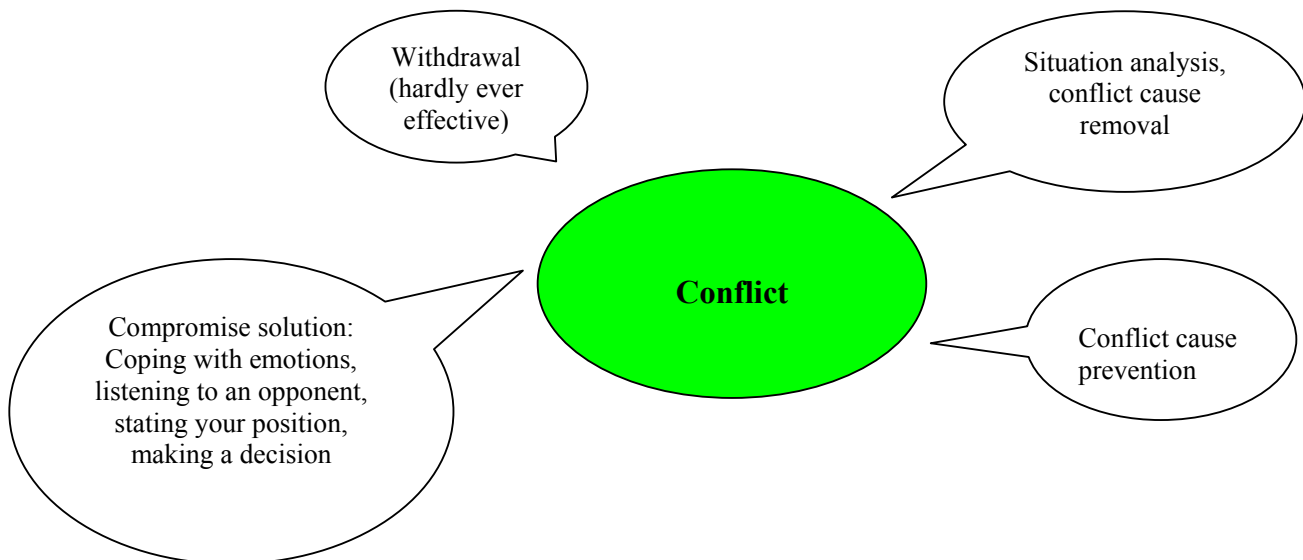 Withdrawal
(hardly ever
effective)
Situation analysis,
conflict cause
removal
Conflict
Conflict cause
prevention
Compromise solution:
Coping with emotions,
listening to an opponent,
stating your position,
making a decision